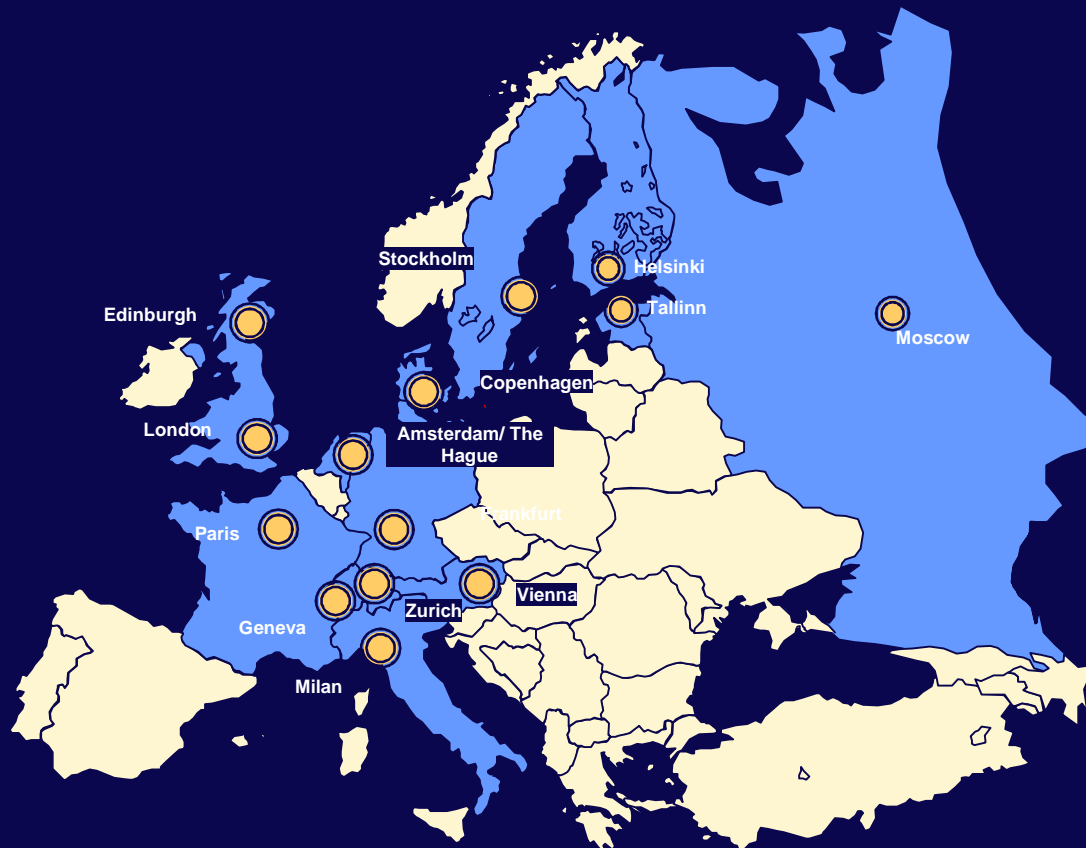 Stockholm
Helsinki
Edinburgh
Tallinn
Moscow
Copenhagen
London
Amsterdam/ The
Hague
Frankfurt
Paris
Vienna
Zurich
Geneva
Milan